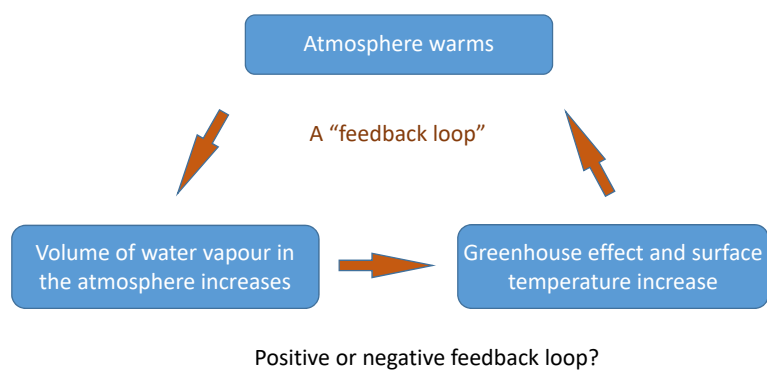 Atmosphere warms
A “feedback loop”
Volume of water vapour in
the atmosphere increases
Greenhouse effect and surface
temperature increase
Positive or negative feedback loop?